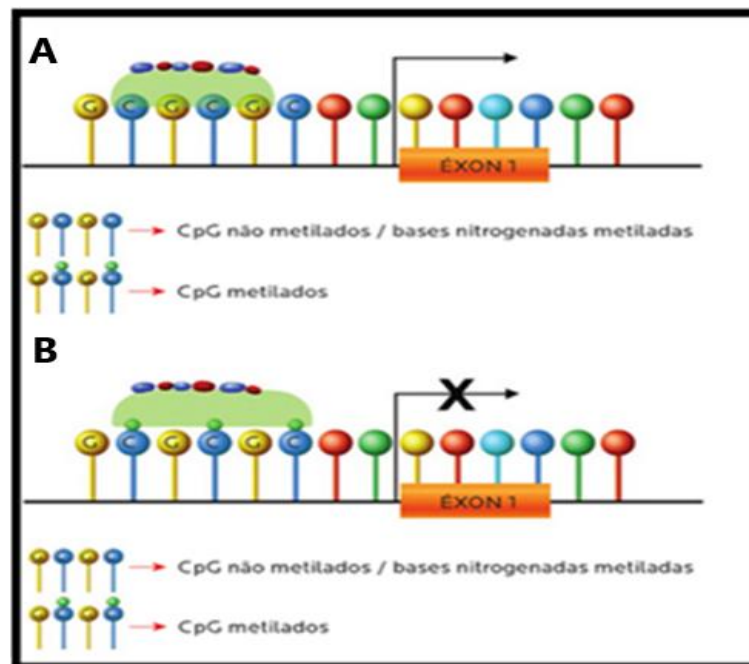 A
G C G C G C
ÉXON 1
CpG não metilados / bases nitrogenadas metiladas
CpG metilados
B
X
G C G C G C
ÉXON 1
CpG não metilados / bases nitrogenadas metiladas
CpG metilados